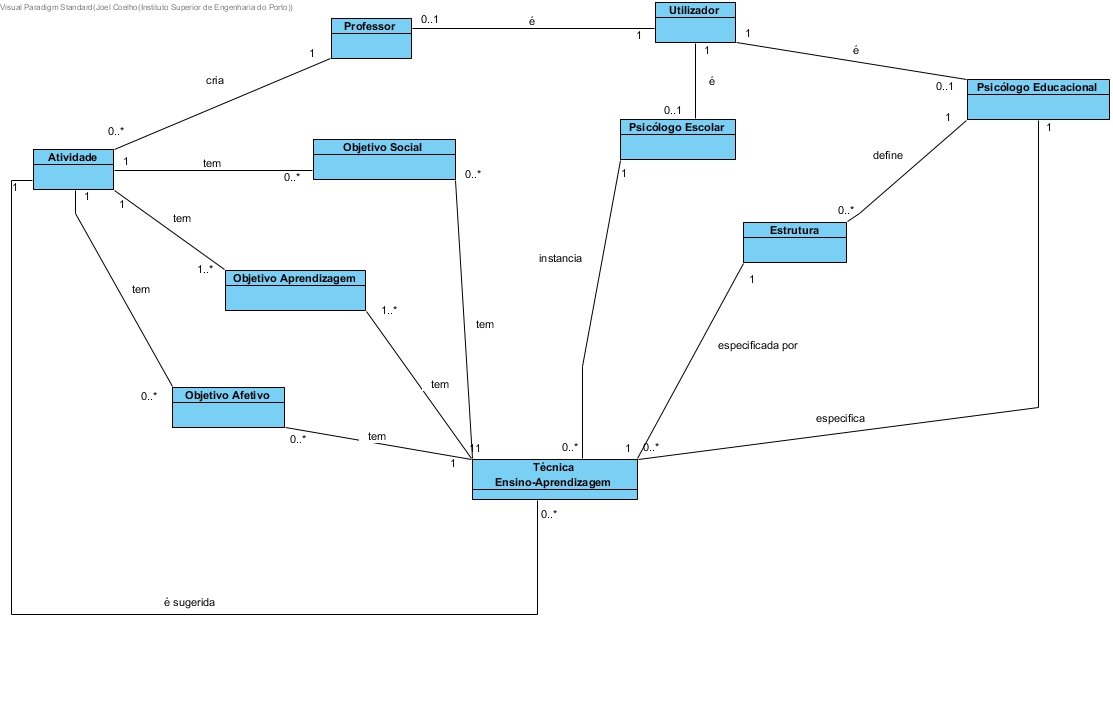 Visual Paradigm Standard(Joel Coelho(Instituto Superior de Engenharia do Porto))
Utilizador
Professor
0..1
é
1
1
1
é
é
0..1
Psicólogo Educacional
1
cria
0..*
0..1
Psicólogo Escolar
1
1
1
define
Objetivo Social
Atividade
1
tem
0..*
0..*
1
1
1
tem
0..*
Estrutura
1
instancia
1..*
Objetivo Aprendizagem
tem
1..*
tem
especificada por
tem
Objetivo Afetivo
0..*
0..*
tem
especifica
1
11
0..*
1
0..*
Técnica
Ensino-Aprendizagem
0..*
é sugerida